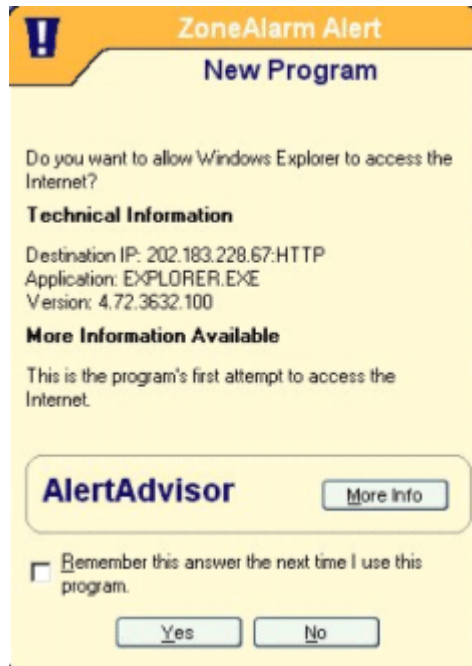 ZoneAlarm Alert
New Program
Do you want to allow Windows Explorer to access the
Internet?
Technical Information
Destination IP: 202.183.228.67:HTTP
Application: EXPLORER.EXE
Version: 4.72.3632.100
More Information Available
This is the program's first attempt to access the
Internet.
AlertAdvisor
More Info
Remember this answer the next time I use this
program.
Yes No